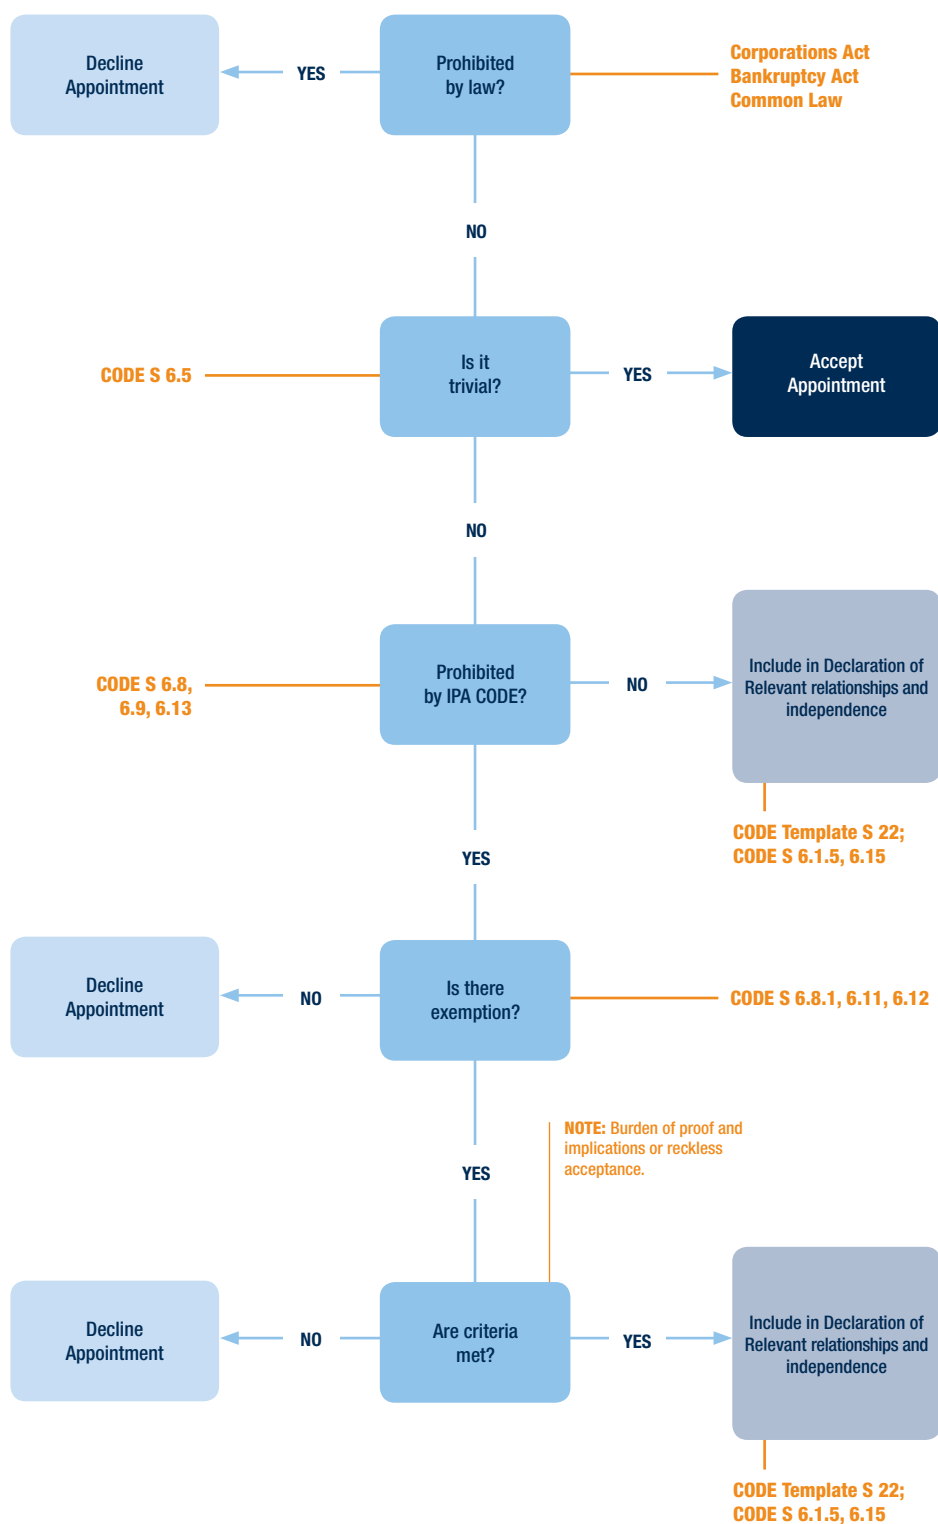 Decline
Appointment
YES
Prohibited
by law?
Corporations Act
Bankruptcy Act
Common Law
NO
CODE S 6.5
Is it
trivial?
YES
Accept
Appointment
NO
CODE S 6.8,
6.9, 6.13
Prohibited
by IPA CODE?
NO
Include in Declaration of
Relevant relationships and
independence
CODE Template S 22;
CODE S 6.1.5, 6.15
YES
Decline
Appointment
NO
Is there
exemption?
CODE S 6.8.1, 6.11, 6.12
NOTE: Burden of proof and
implications or reckless
acceptance.
YES
Decline
Appointment
NO
Are criteria
met?
YES
Include in Declaration of
Relevant relationships and
independence
CODE Template S 22;
CODE S 6.1.5, 6.15